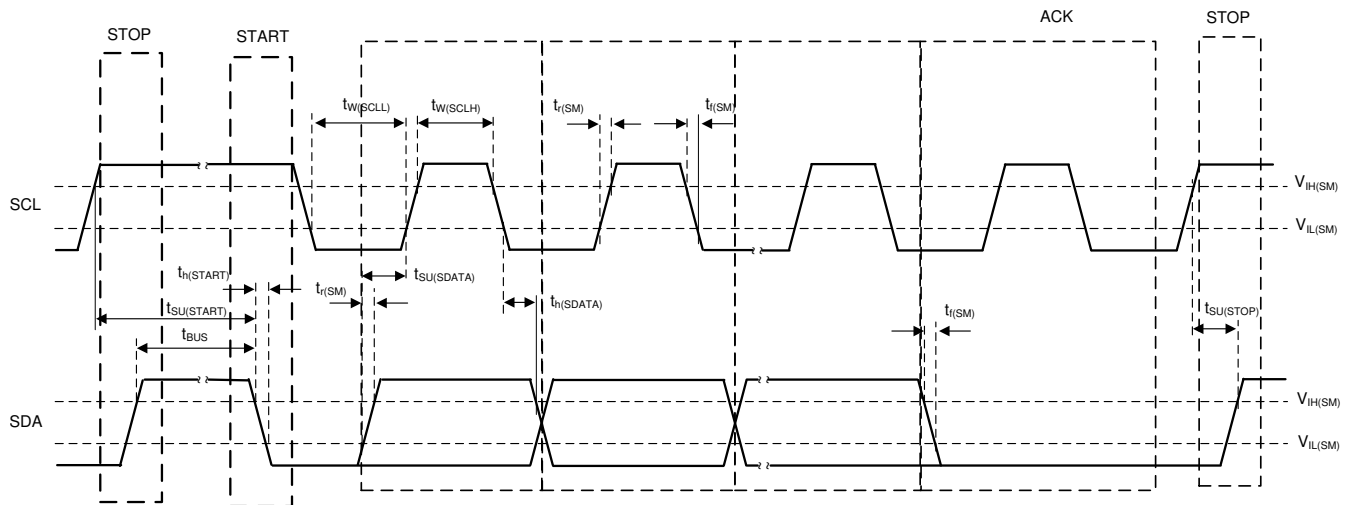 ACK
STOP
START
STOP
tW(SCLL)
tW(SCLH)
tr(SM)
tf(SM)
SCL
VIH(SM)
VIL(SM)
th(START)
tr(SM)
tSU(SDATA)
th(SDATA)
tSU(START)
tBUS
tf(SM)
tSU(STOP)
SDA
VIH(SM)
VIL(SM)